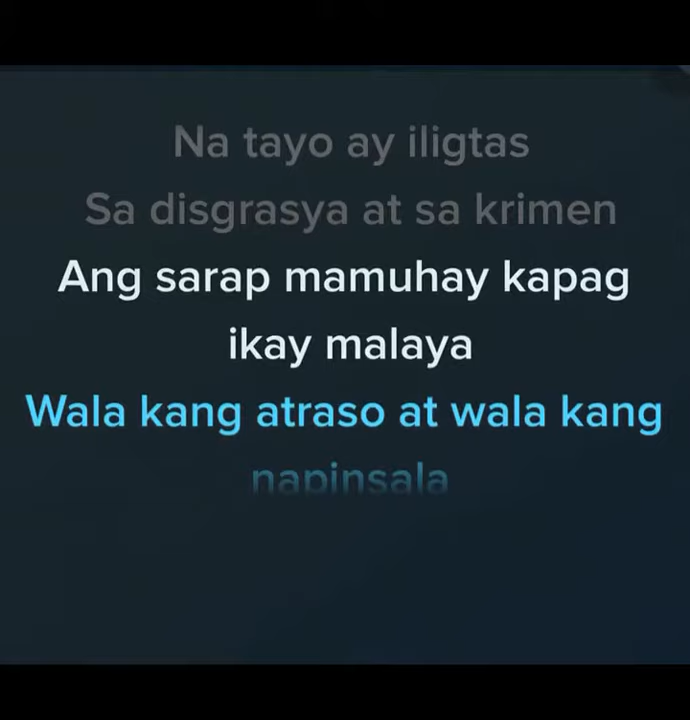 Na tayo ay iligtas
Sa disgrasya at sa krimen
Ang sarap mamuhay kapag
ikay malaya
Wala kang atraso at wala kang
napinsala